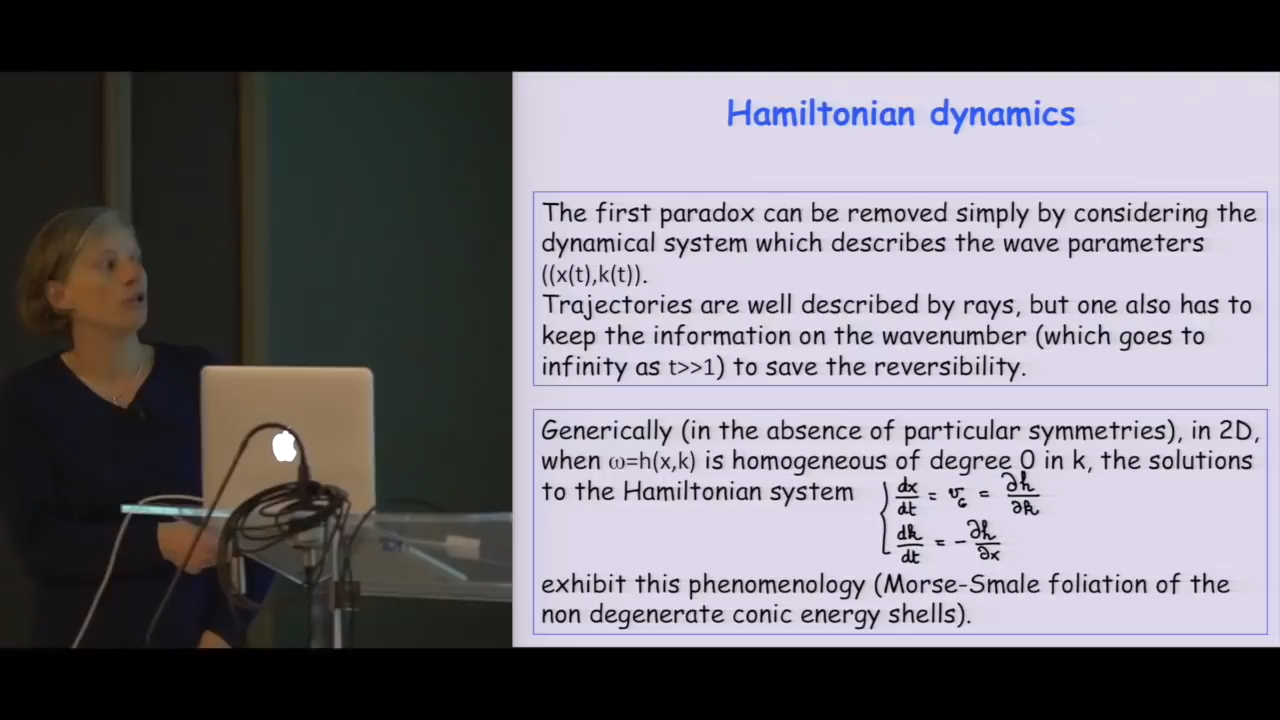 Hamiltonian dynamics
The first paradox can be removed simply by considering the
dynamical system which describes the wave parameters
((x(t),k(t)).
Trajectories are well described by rays, but one also has to
keep the information on the wavenumber (which goes to
infinity as t>>1) to save the reversibility.
Generically (in the absence of particular symmetries), in 2D,
when ω=h(x,k) is homogeneous of degree 0 in k, the solutions
to the Hamiltonian system dx/dt = v_G = ∂h/∂k
dk/dt = -∂h/∂x
exhibit this phenomenology (Morse-Smale foliation of the
non degenerate conic energy shells).